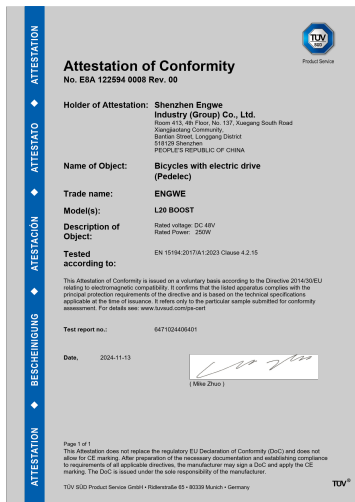 TÜV
SÜD
Product Service
Attestation of Conformity
No. E8A 122594 0008 Rev. 00
Holder of Attestation: Shenzhen Engwe
Industry (Group) Co., Ltd.
Room 413, 4th Floor, No. 137, Xuegang South Road
Xiangjiaotang Community,
Bantian Street, Longgang District
518129 Shenzhen
PEOPLE'S REPUBLIC OF CHINA
Name of Object: Bicycles with electric drive
(Pedelec)
Trade name: ENGWE
Model(s): L20 BOOST
Description of Rated voltage: DC 48V
Object: Rated Power: 250W
Tested EN 15194:2017/A1:2023 Clause 4.2.15
according to:
This Attestation of Conformity is issued on a voluntary basis according to the Directive 2014/30/EU
relating to electromagnetic compatibility. It confirms that the listed apparatus complies with the
principal protection requirements of the directive and is based on the technical specifications
applicable at the time of issuance. It refers only to the particular sample submitted for conformity
assessment. For details see: www.tuvsud.com/ps-cert
Test report no.: 6471024406401
Date, 2024-11-13
( Mike Zhuo )
Page 1 of 1
This Attestation does not replace the regulatory EU Declaration of Conformity (DoC) and does not
allow for CE marking. After preparation of the necessary documentation and establishing compliance
to requirements of all applicable directives, the manufacturer may sign a DoC and apply the CE
marking. The DoC is issued under the sole responsibility of the manufacturer.
TÜV SÜD Product Service GmbH • Ridlerstraße 65 • 80339 Munich • Germany
TÜV®
ATTESTATION ◆ BESCHEINIGUNG ◆ ATESTACIÓN ◆ ATTESTATO ◆ ATTESTATION